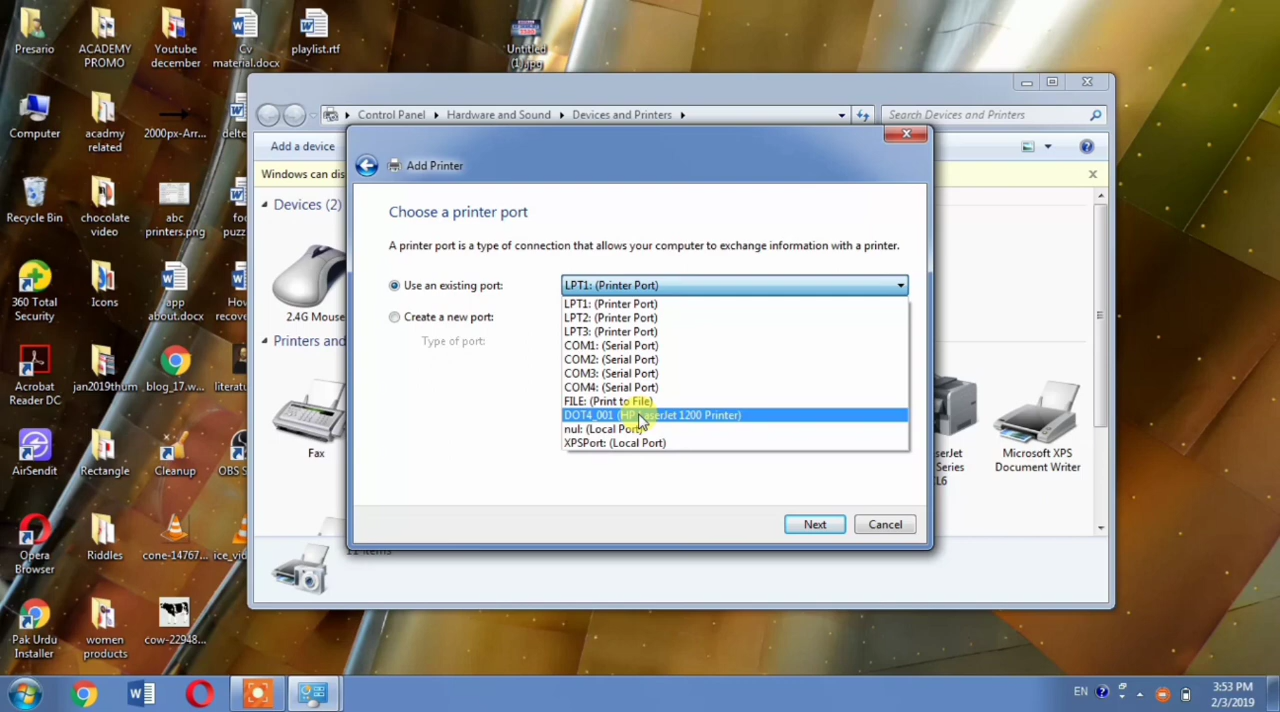 Presario
ACADEMY
PROMO
Youtube
december
Cv
material.docx
playlist.rtf
Untitled
(1).jpg
Computer
acadmy
related
2000px-Arr...
Recycle Bin
chocolate
video
abc
printers.png
360 Total
Security
Icons
app
about.docx
Acrobat
Reader DC
jan2019thum...
blog_17.w...
AirSendit
Rectangle
Cleanup
Opera
Browser
Riddles
cone-14767...
ice_vid
Pak Urdu
Installer
women
products
cow-22948...
Control Panel
Hardware and Sound
Devices and Printers
Search Devices and Printers
Add a device
Windows can dis
Devices (2)
2.4G Mouse
Fax
Microsoft XPS
Document Writer
Add Printer
Choose a printer port
A printer port is a type of connection that allows your computer to exchange information with a printer.
Use an existing port:
LPT1: (Printer Port)
LPT1: (Printer Port)
LPT2: (Printer Port)
LPT3: (Printer Port)
COM1: (Serial Port)
COM2: (Serial Port)
COM3: (Serial Port)
COM4: (Serial Port)
FILE: (Print to File)
DOT4_001 (HP LaserJet 1200 Printer)
nul: (Local Port)
XPSPort: (Local Port)
Create a new port:
Type of port:
Next
Cancel
EN
3:53 PM
2/3/2019